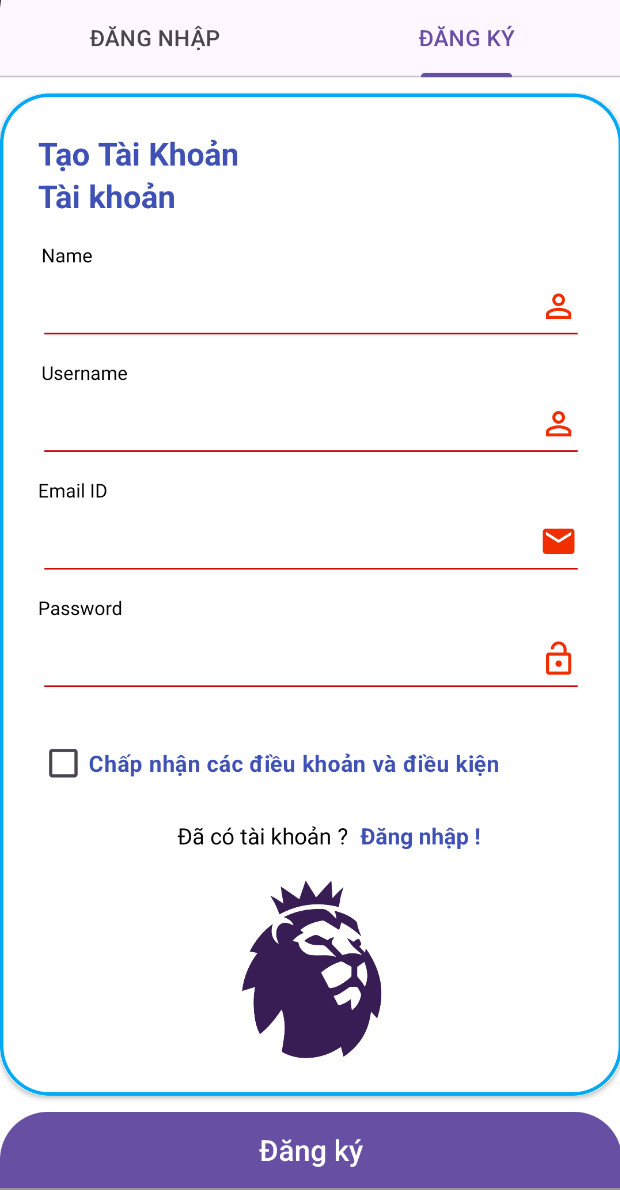 ĐĂNG NHẬP ĐĂNG KÝ
Tạo Tài Khoản
Tài khoản
Name
Username
Email ID
Password
Chấp nhận các điều khoản và điều kiện
Đã có tài khoản ? Đăng nhập !
Đăng ký